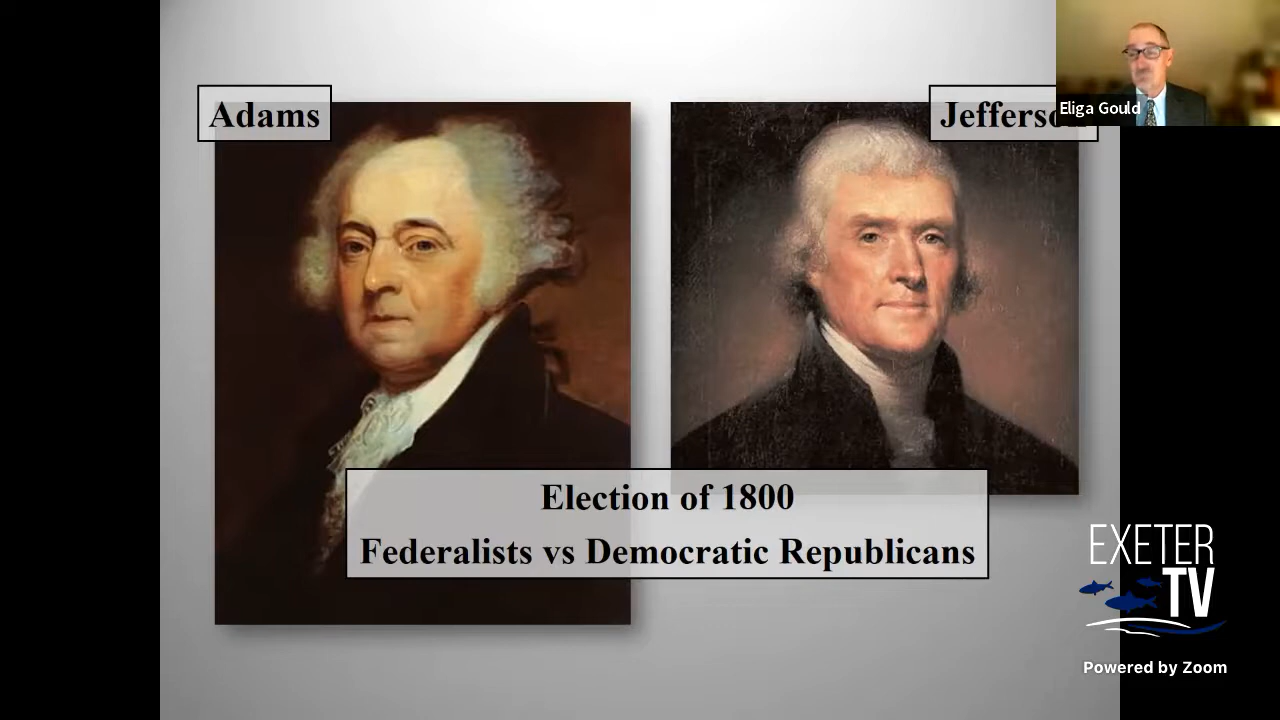 Adams
Eliga Gould
Election of 1800
Federalists vs Democratic Republicans
EXETER
TV
Powered by Zoom